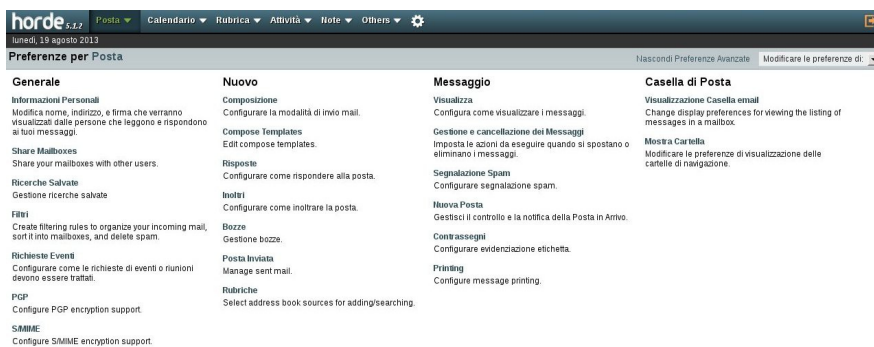 horde 5.1.2 Posta Calendario Rubrica Attività Note Others
lunedì, 19 agosto 2013
Preferenze per Posta
Nascondi Preferenze Avanzate Modificare le preferenze di:
Generale
Informazioni Personali
Modifica nome, indirizzo, e firma che verranno
visualizzati dalle persone che leggono e rispondono
ai tuoi messaggi.
Share Mailboxes
Share your mailboxes with other users.
Ricerche Salvate
Gestione ricerche salvate
Filtri
Create filtering rules to organize your incoming mail,
sort it into mailboxes, and delete spam.
Richieste Eventi
Configurare come le richieste di eventi o riunioni
devono essere trattati.
PGP
Configure PGP encryption support.
S/MIME
Configure S/MIME encryption support.
Nuovo
Composizione
Configurare la modalità di invio mail.
Compose Templates
Edit compose templates.
Risposte
Configurare come rispondere alla posta.
Inoltri
Configurare come inoltrare la posta.
Bozze
Gestione bozze.
Posta Inviata
Manage sent mail.
Rubriche
Select address book sources for adding/searching.
Messaggio
Visualizza
Configura come visualizzare i messaggi.
Gestione e cancellazione dei Messaggi
Imposta le azioni da eseguire quando si spostano o
eliminano i messaggi.
Segnalazione Spam
Configurare segnalazione spam.
Nuova Posta
Gestisci il controllo e la notifica della Posta in Arrivo.
Contrassegni
Configurare evidenziazione etichetta.
Printing
Configure message printing.
Casella di Posta
Visualizzazione Casella email
Change display preferences for viewing the listing of
messages in a mailbox.
Mostra Cartella
Modificare le preferenze di visualizzazione delle
cartelle di navigazione.